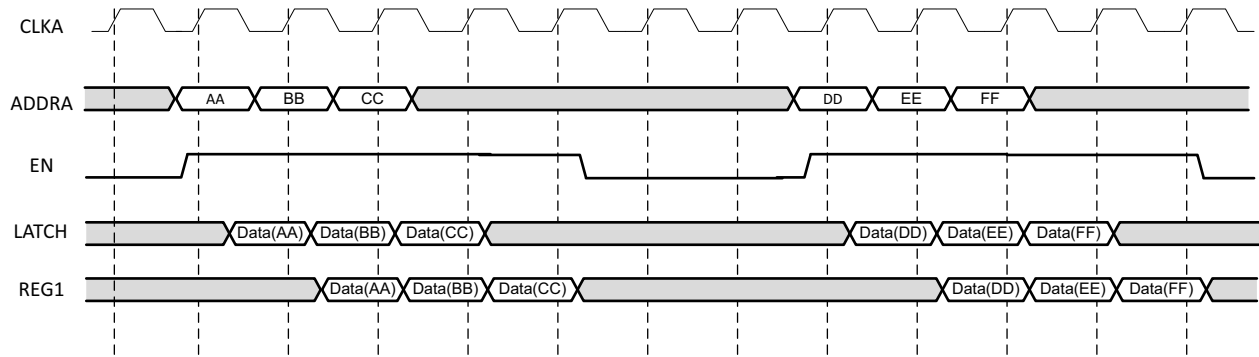 CLKA
ADDRA AA BB CC DD EE FF
EN
LATCH Data(AA) Data(BB) Data(CC) Data(DD) Data(EE) Data(FF)
REG1 Data(AA) Data(BB) Data(CC) Data(DD) Data(EE) Data(FF)